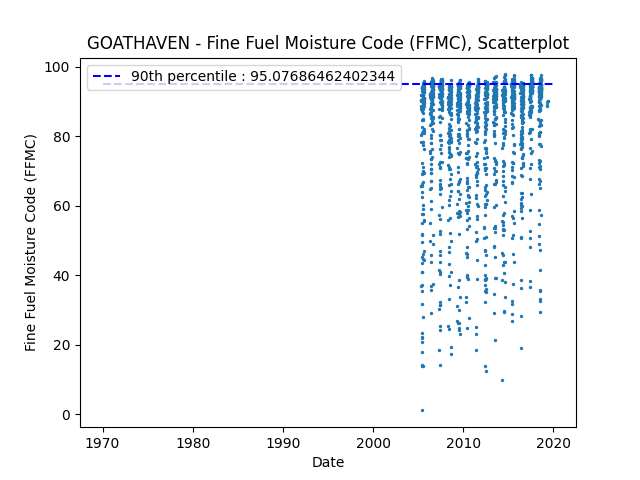 GOATHAVEN - Fine Fuel Moisture Code (FFMC), Scatterplot
90th percentile : 95.07686462402344
100
80
60
40
20
0
Fine Fuel Moisture Code (FFMC)
1970 1980 1990 2000 2010 2020
Date